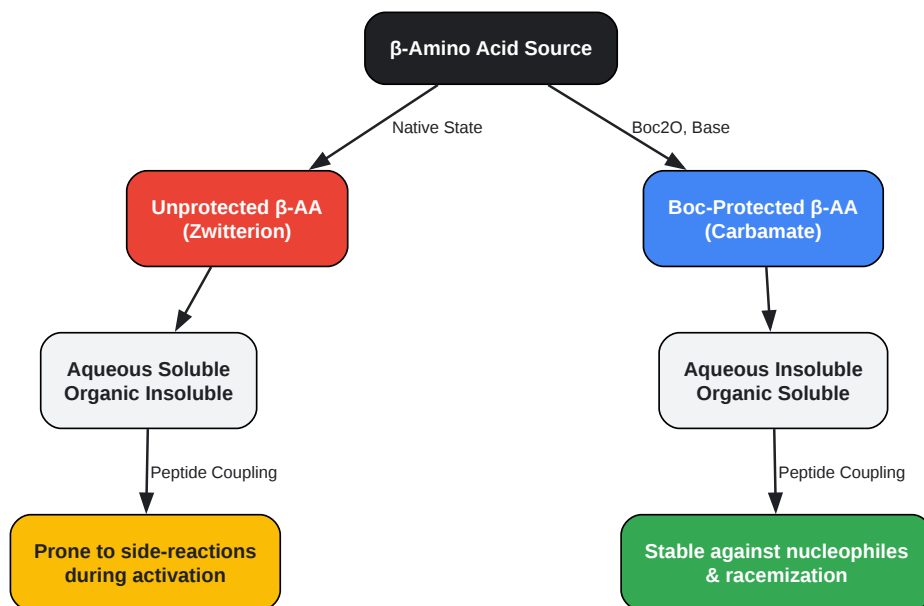 β-Amino Acid Source
Native State
Boc2O, Base
Unprotected β-AA
(Zwitterion)
Boc-Protected β-AA
(Carbamate)
Aqueous Soluble
Organic Insoluble
Aqueous Insoluble
Organic Soluble
Peptide Coupling
Peptide Coupling
Prone to side-reactions
during activation
Stable against nucleophiles
& racemization